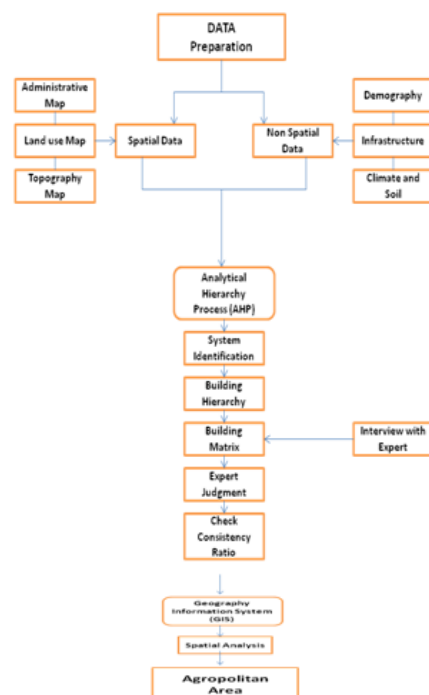 DATA
Preparation
Administrative
Map
Land use Map
Topography
Map
Spatial Data
Non Spatial
Data
Demography
Infrastructure
Climate and
Soil
Analytical
Hierarchy
Process (AHP)
System
Identification
Building
Hierarchy
Building
Matrix
Interview with
Expert
Expert
Judgment
Check
Consistency
Ratio
Geography
Information System
(GIS)
Spatial Analysis
Agropolitan
Area